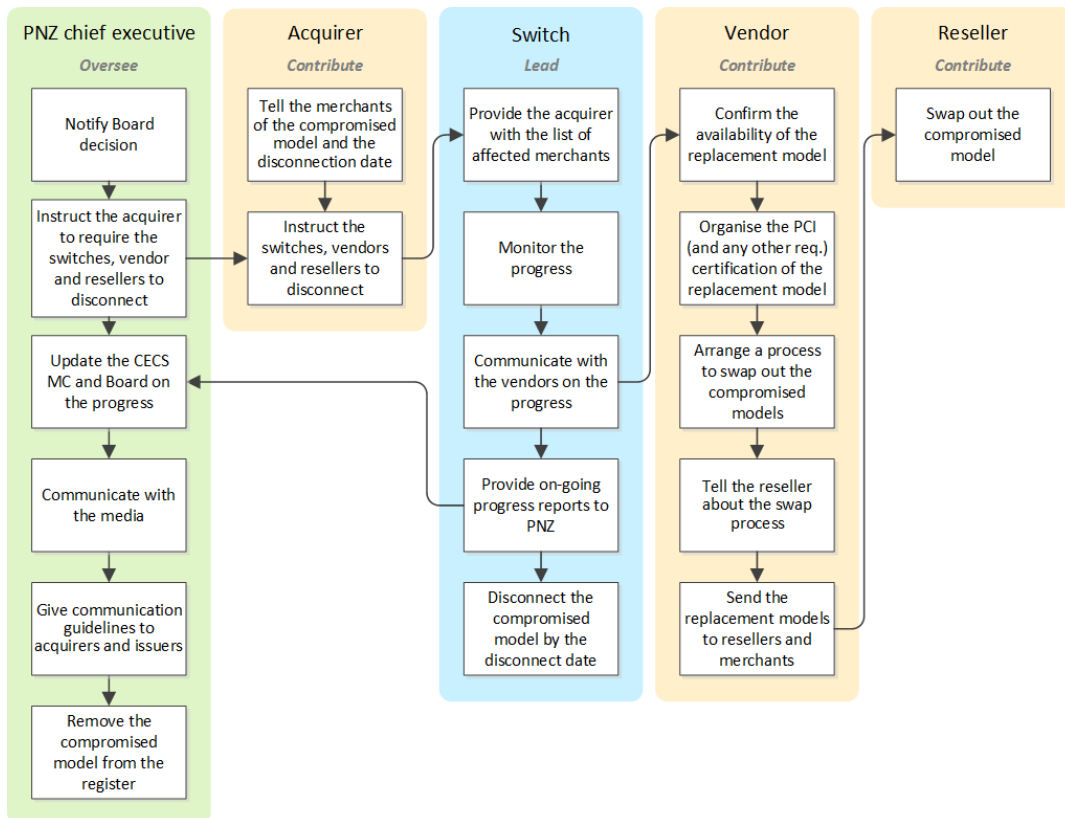 PNZ chief executive
Oversee
Notify Board
decision
Instruct the acquirer
to require the
switches, vendor
and resellers to
disconnect
Update the CECS
MC and Board on
the progress
Communicate with
the media
Give communication
guidelines to
acquirers and issuers
Remove the
compromised
model from the
register
Acquirer
Contribute
Tell the merchants
of the compromised
model and the
disconnection date
Instruct the
switches, vendors
and resellers to
disconnect
Switch
Lead
Provide the acquirer
with the list of
affected merchants
Monitor the
progress
Communicate with
the vendors on the
progress
Provide on-going
progress reports to
PNZ
Disconnect the
compromised
model by the
disconnect date
Vendor
Contribute
Confirm the
availability of the
replacement model
Organise the PCI
(and any other req.)
certification of the
replacement model
Arrange a process
to swap out the
compromised
models
Tell the reseller
about the swap
process
Send the
replacement models
to resellers and
merchants
Reseller
Contribute
Swap out the
compromised
model